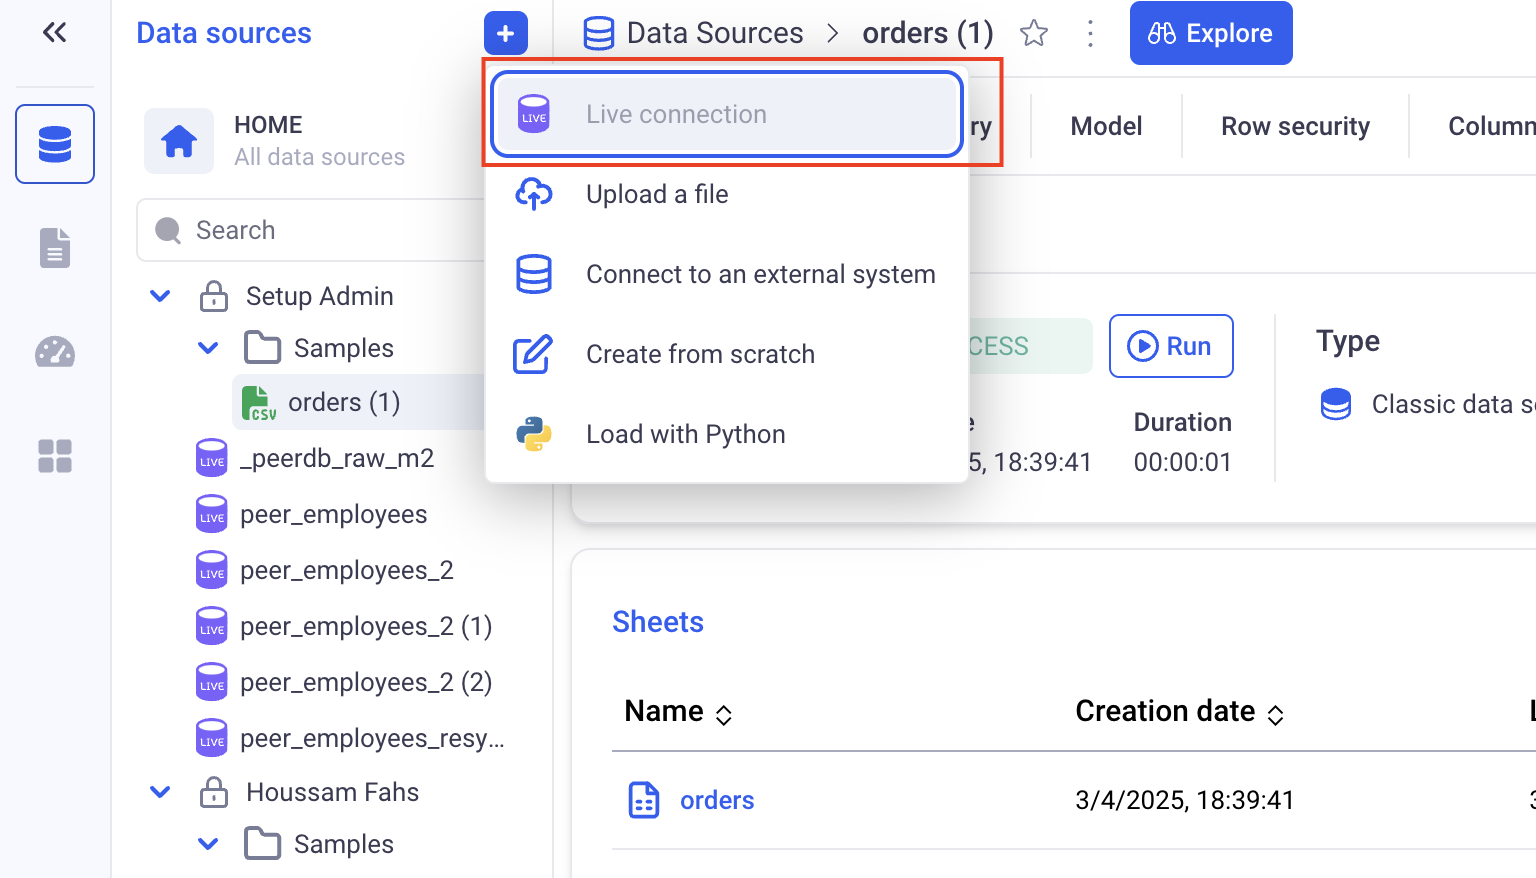 Data sources
Data Sources > orders (1)
Explore
HOME
All data sources
Search
Setup Admin
Samples
CSV orders (1)
LIVE _peerdb_raw_m2
LIVE peer_employees
LIVE peer_employees_2
LIVE peer_employees_2 (1)
LIVE peer_employees_2 (2)
LIVE peer_employees_resy...
Houssam Fahs
Samples
LIVE Live connection
Upload a file
Connect to an external system
Create from scratch
Load with Python
ry
Model
Row security
Column
CESS
Run
Type
Classic data s
Duration
5, 18:39:41
00:00:01
Sheets
Name
Creation date
orders
3/4/2025, 18:39:41